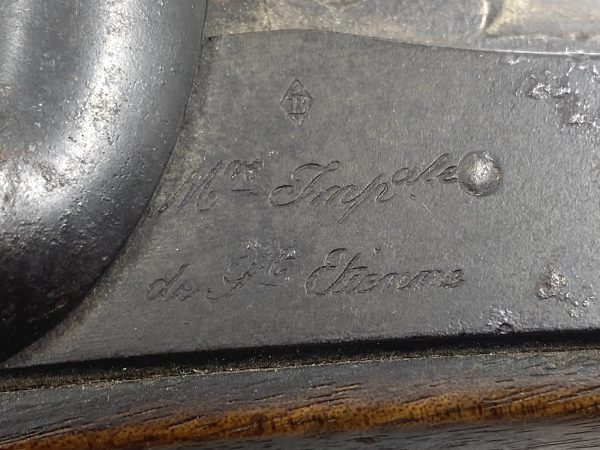 B
Mre Impale
de St Etienne